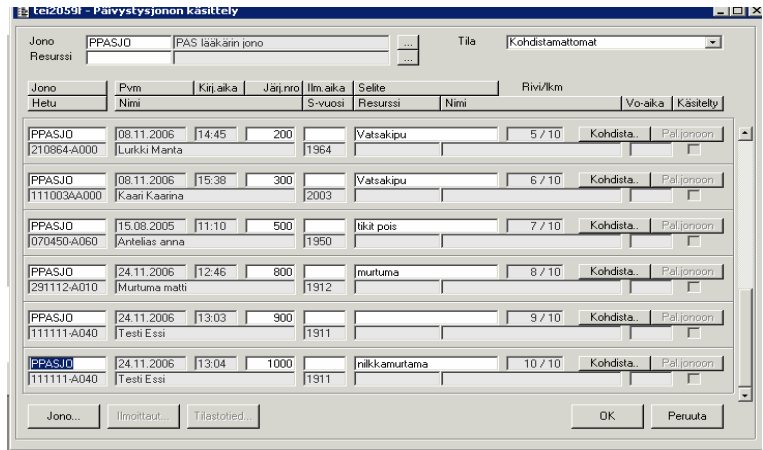 tei2059f - Päivystysjonon käsittely
Jono PPASJO PAS lääkärin jono ... Tila Kohdistamattomat
Resurssi ...
Jono Pvm Kirj.aika Järj.nro Ilm.aika Selite Rivi/lkm
Hetu Nimi S-vuosi Resurssi Nimi Vo-aika Käsitelty
PPASJO 08.11.2006 14:45 200 Vatsakipu 5 / 10 Kohdista.. Pal.jonoon
210864-A000 Lurkki Manta 1964
PPASJO 08.11.2006 15:38 300 Vatsakipu 6 / 10 Kohdista.. Pal.jonoon
111003AA000 Kaari Kaarina 2003
PPASJO 15.08.2005 11:10 500 tikit pois 7 / 10 Kohdista.. Pal.jonoon
070450-A060 Antelias anna 1950
PPASJO 24.11.2006 12:46 800 murtuma 8 / 10 Kohdista.. Pal.jonoon
291112-A010 Murtuma matti 1912
PPASJO 24.11.2006 13:03 900 9 / 10 Kohdista.. Pal.jonoon
111111-A040 Testi Essi 1911
PPASJO 24.11.2006 13:04 1000 nilkkamurtama 10 / 10 Kohdista.. Pal.jonoon
111111-A040 Testi Essi 1911
Jono... Ilmoittaut... Tilastotied... OK Peruuta